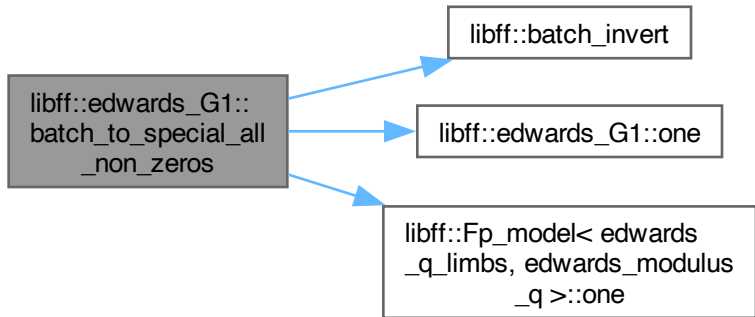 libff::batch_invert
libff::edwards_G1::
batch_to_special_all
_non_zeros
libff::edwards_G1::one
libff::Fp_model< edwards
_q_limbs, edwards_modulus
_q >::one